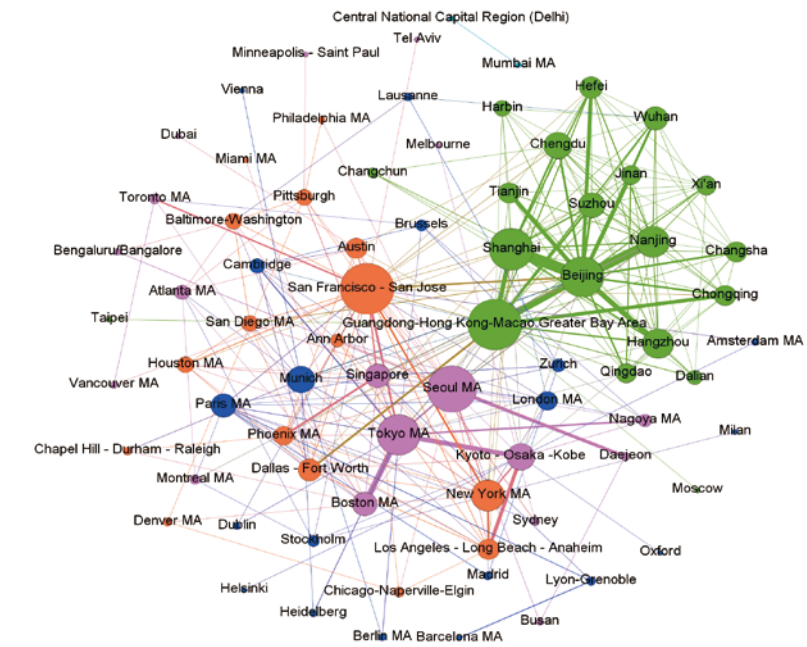 Central National Capital Region (Delhi)
Tel Aviv
Minneapolis - Saint Paul
Mumbai MA
Vienna
Lausanne
Hefei
Harbin
Wuhan
Philadelphia MA
Dubai
Melbourne
Chengdu
Miami MA
Changchun
Jinan
Xi'an
Toronto MA
Pittsburgh
Tianjin
Suzhou
Baltimore-Washington
Brussels
Bengaluru/Bangalore
Austin
Shanghai
Nanjing
Changsha
Cambridge
Beijing
Atlanta MA
San Francisco - San Jose
Chongqing
Taipei
San Diego MA
Guangdong-Hong Kong-Macao Greater Bay Area
Ann Arbor
Hangzhou
Amsterdam MA
Houston MA
Zurich
Vancouver MA
Munich
Singapore
Seoul MA
Qingdao
Dalian
Paris MA
London MA
Nagoya MA
Phoenix MA
Tokyo MA
Milan
Chapel Hill - Durham - Raleigh
Kyoto - Osaka -Kobe
Daejeon
Montreal MA
Dallas - Fort Worth
Moscow
Boston MA
New York MA
Denver MA
Dublin
Sydney
Stockholm
Los Angeles - Long Beach - Anaheim
Oxford
Madrid
Lyon-Grenoble
Helsinki
Chicago-Naperville-Elgin
Heidelberg
Busan
Berlin MA
Barcelona MA